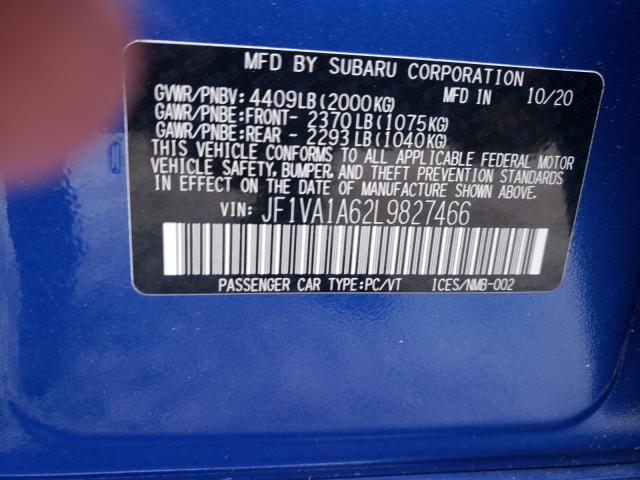 MFD BY SUBARU CORPORATION
GVWR/PNBV: 4409LB(2000KG) MFD IN 10/20
GAWR/PNBE:FRONT- 2370LB(1075KG)
GAWR/PNBE:REAR - 2293LB(1040KG)
THIS VEHICLE CONFORMS TO ALL APPLICABLE FEDERAL MOTOR
VEHICLE SAFETY, BUMPER, AND THEFT PREVENTION STANDARDS
IN EFFECT ON THE DATE OF MANUFACTURE SHOWN ABOVE.
VIN: JF1VA1A62L9827466
PASSENGER CAR TYPE:PC/VT ICES/NMB-002